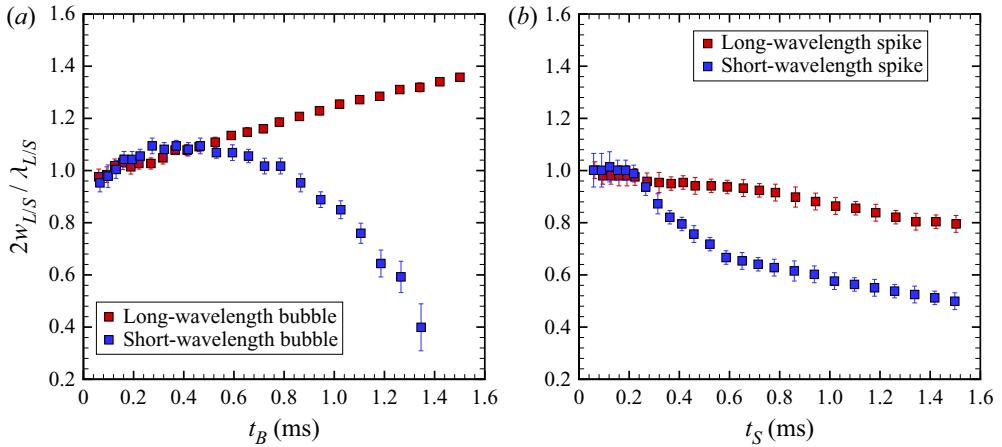 (a)
(b)
1.6
1.4
1.2
1.0
0.8
0.6
0.4
0.2
2w_{L/S} / λ_{L/S}
Long-wavelength bubble
Short-wavelength bubble
0 0.2 0.4 0.6 0.8 1.0 1.2 1.4 1.6
t_B (ms)
1.6
1.4
1.2
1.0
0.8
0.6
0.4
0.2
Long-wavelength spike
Short-wavelength spike
0 0.2 0.4 0.6 0.8 1.0 1.2 1.4 1.6
t_S (ms)